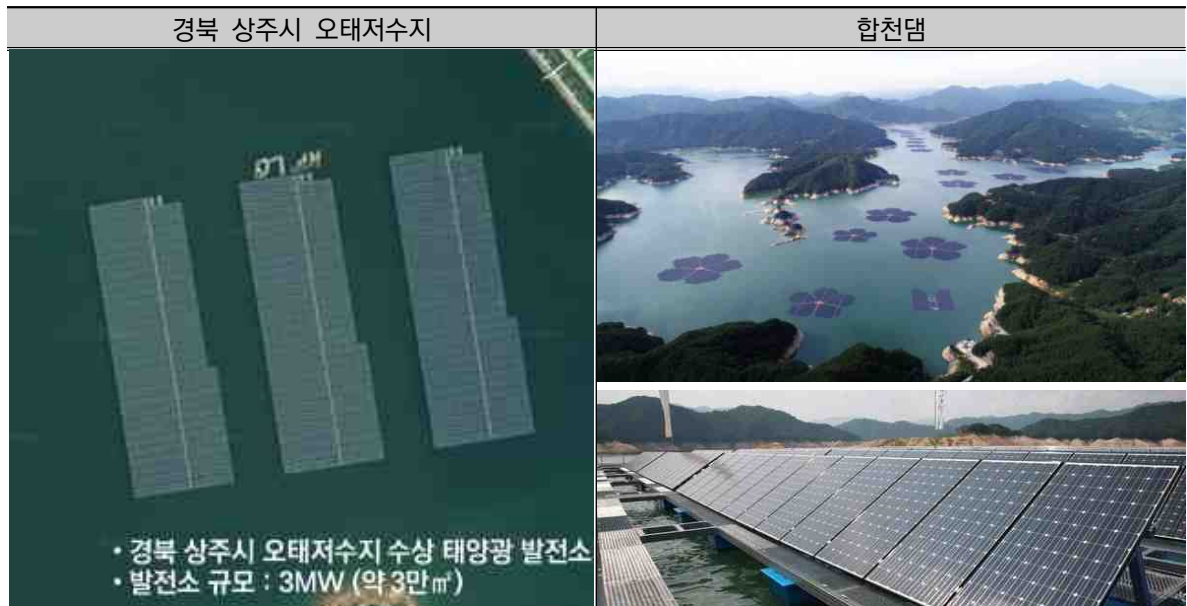 경북 상주시 오태저수지
합천댐
• 경북 상주시 오태저수지 수상 태양광 발전소
• 발전소 규모 : 3MW (약 3만㎡)